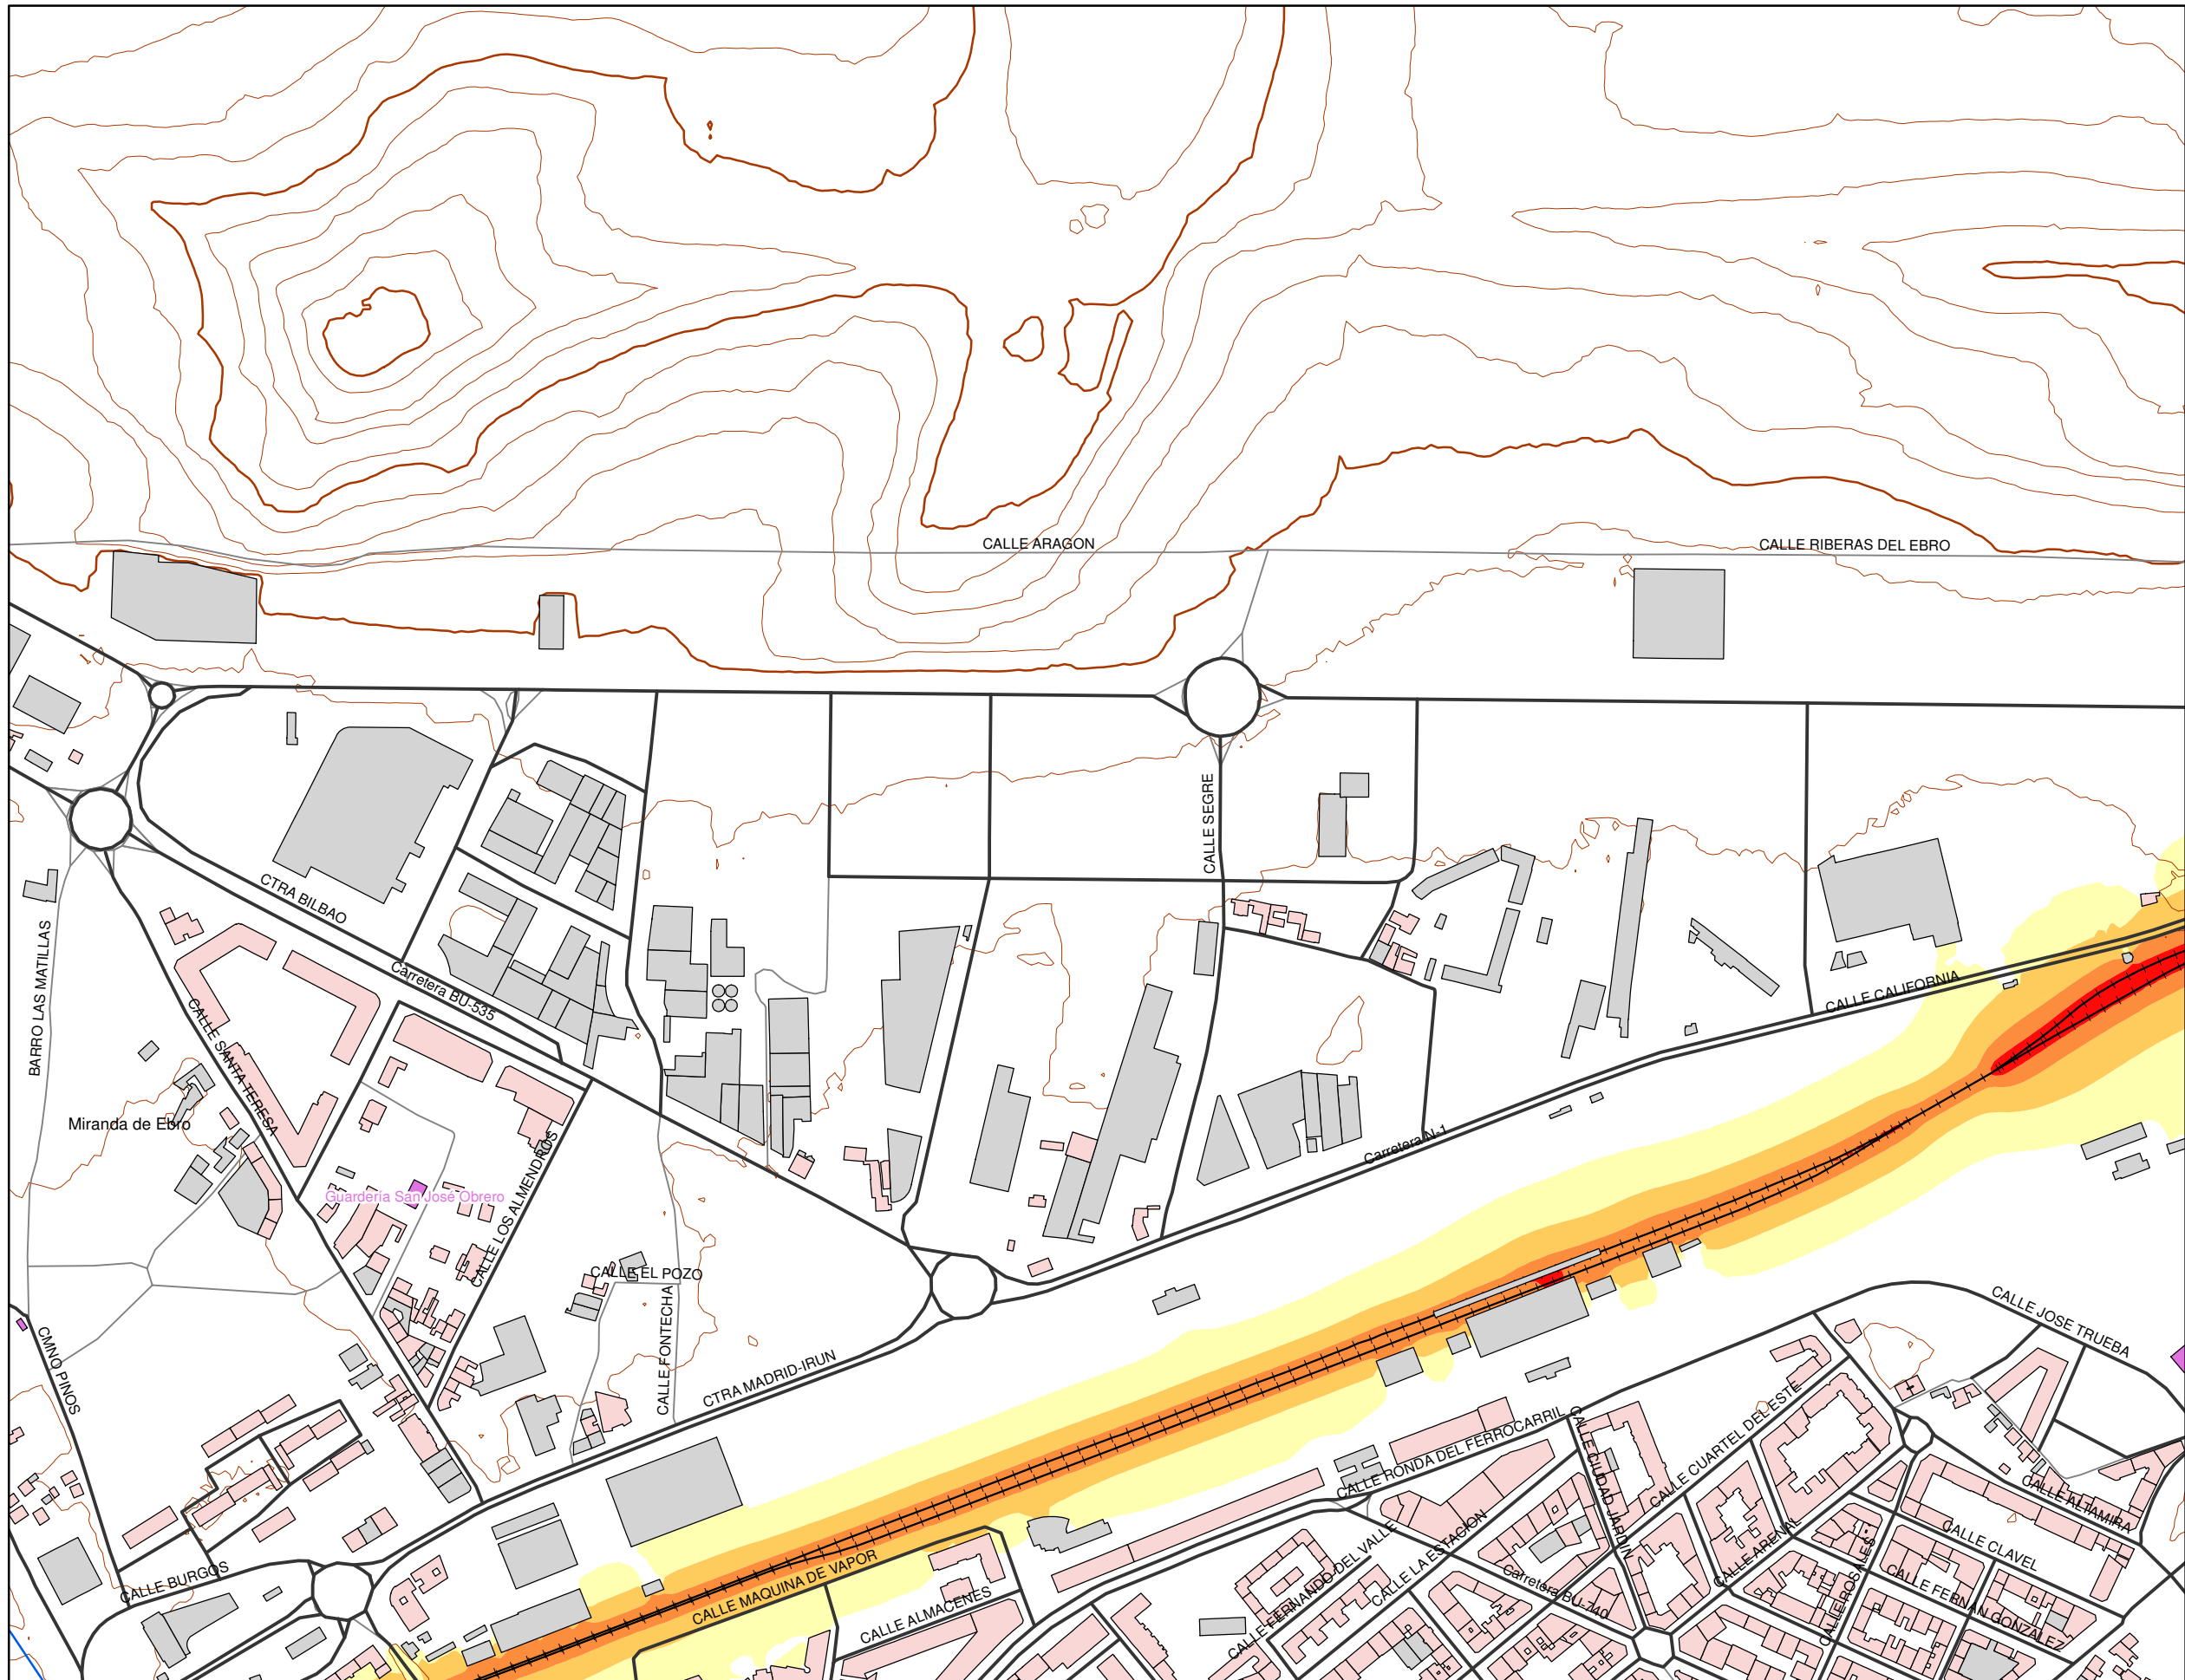 CALLE ARAGON
CALLE RIBERAS DEL EBRO
CALLE SEGRE
CTRA BILBAO
BARRO LAS MATILLAS
Carretera BU-535
CALLE CALIFORNIA
CALLE SANTA TERESA
Miranda de Ebro
Carretera N-1
Guardería San José Obrero
CALLE LOS ALMENDROS
CALLE EL POZO
CALLE FONTECHA
CMNO PINOS
CALLE JOSE TRUEBA
CTRA MADRID-IRUN
CALLE RONDA DEL FERROCARRIL
CALLE CIUDAD JARDIN
CALLE CUARTEL DEL ESTE
CALLE ALTAMIRA
CALLE BURGOS
CALLE MAQUINA DE VAPOR
CALLE ALMACENES
CALLE FERNANDO DEL VALLE
CALLE LA ESTACION
Carretera BU-740
CALLE ARENAL
CALLE ROSALES
CALLE CLAVEL
CALLE FERNAN GONZALEZ